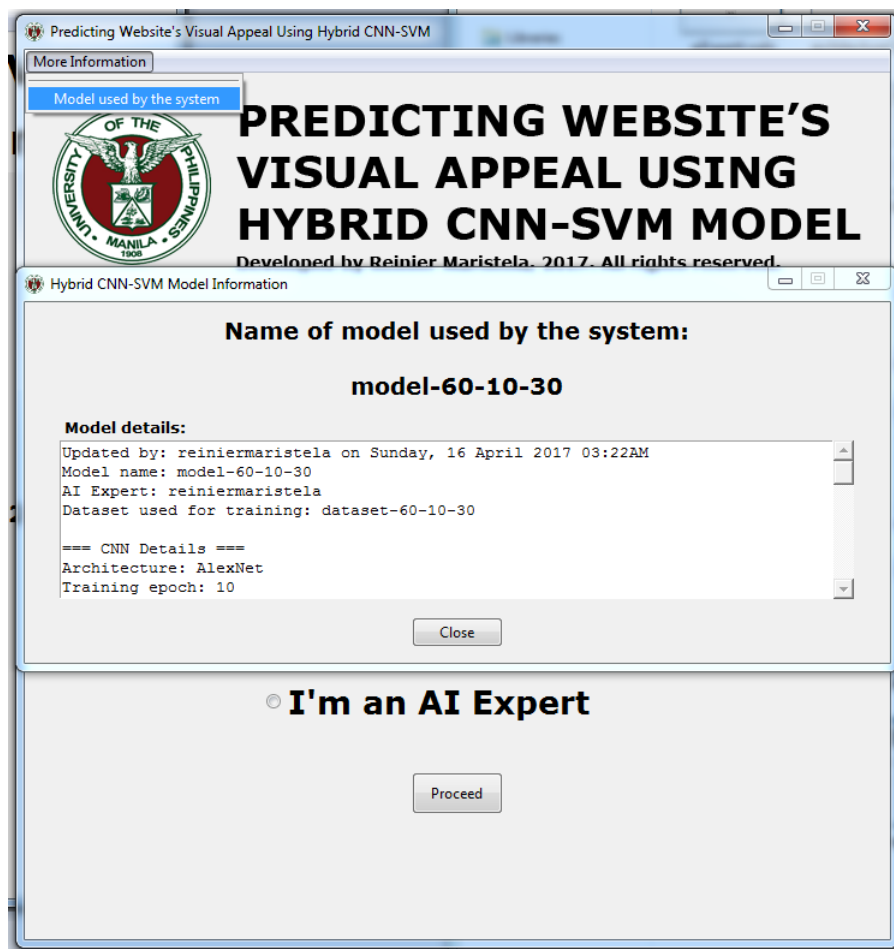 Predicting Website's Visual Appeal Using Hybrid CNN-SVM
More Information
Model used by the system
UNIVERSITY OF THE PHILIPPINES
MANILA
1908
PREDICTING WEBSITE'S
VISUAL APPEAL USING
HYBRID CNN-SVM MODEL
Developed by Reinier Maristela, 2017. All rights reserved.
Hybrid CNN-SVM Model Information
Name of model used by the system:
model-60-10-30
Model details:
Updated by: reiniermaristela on Sunday, 16 April 2017 03:22AM
Model name: model-60-10-30
AI Expert: reiniermaristela
Dataset used for training: dataset-60-10-30
=== CNN Details ===
Architecture: AlexNet
Training epoch: 10
Close
I'm an AI Expert
Proceed